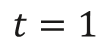 t = 1